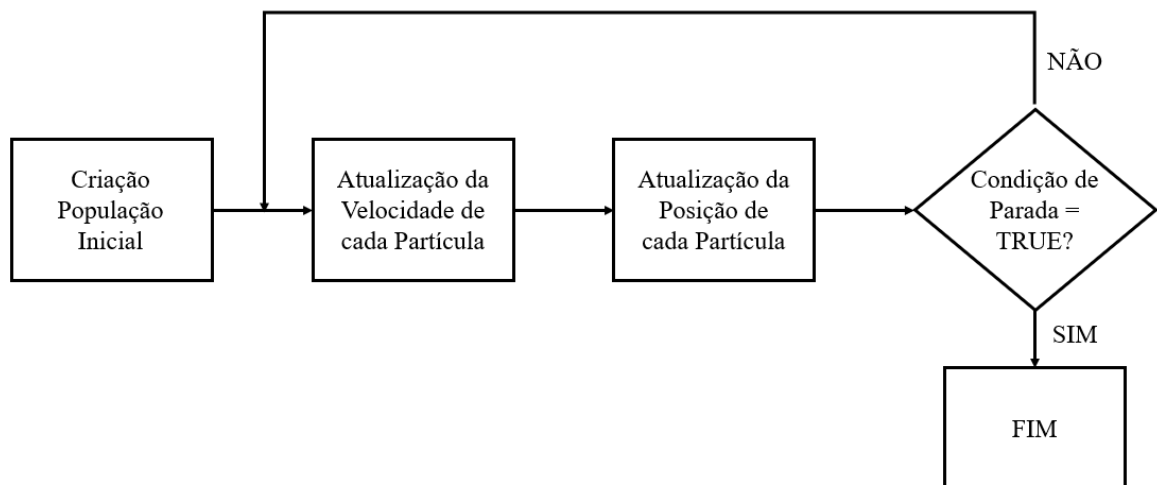 NÃO
Criação
População
Inicial
Atualização da
Velocidade de
cada Partícula
Atualização da
Posição de
cada Partícula
Condição de
Parada =
TRUE?
SIM
FIM